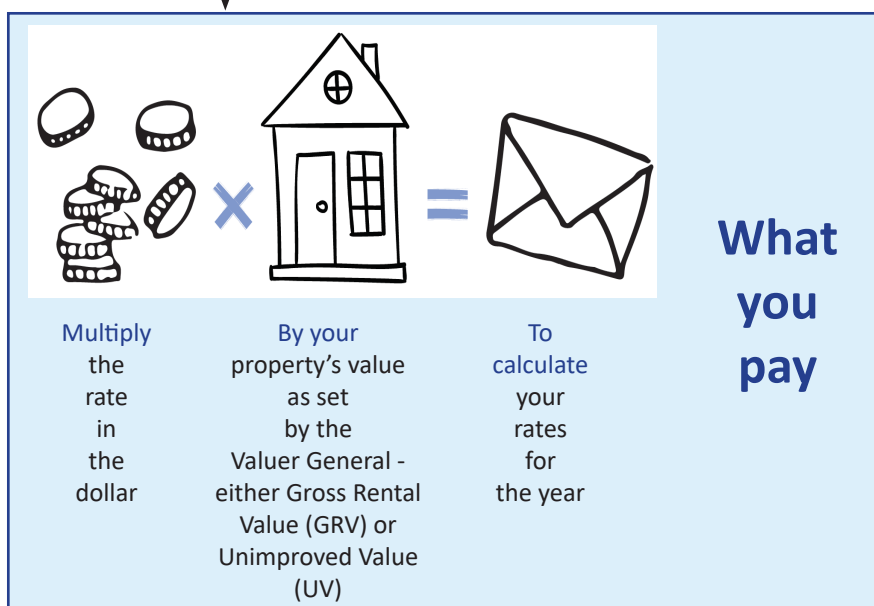 Multiply
the
rate
in
the
dollar
By your
property's value
as set
by the
Valuer General -
either Gross Rental
Value (GRV) or
Unimproved Value
(UV)
To
calculate
your
rates
for
the year
What
you
pay